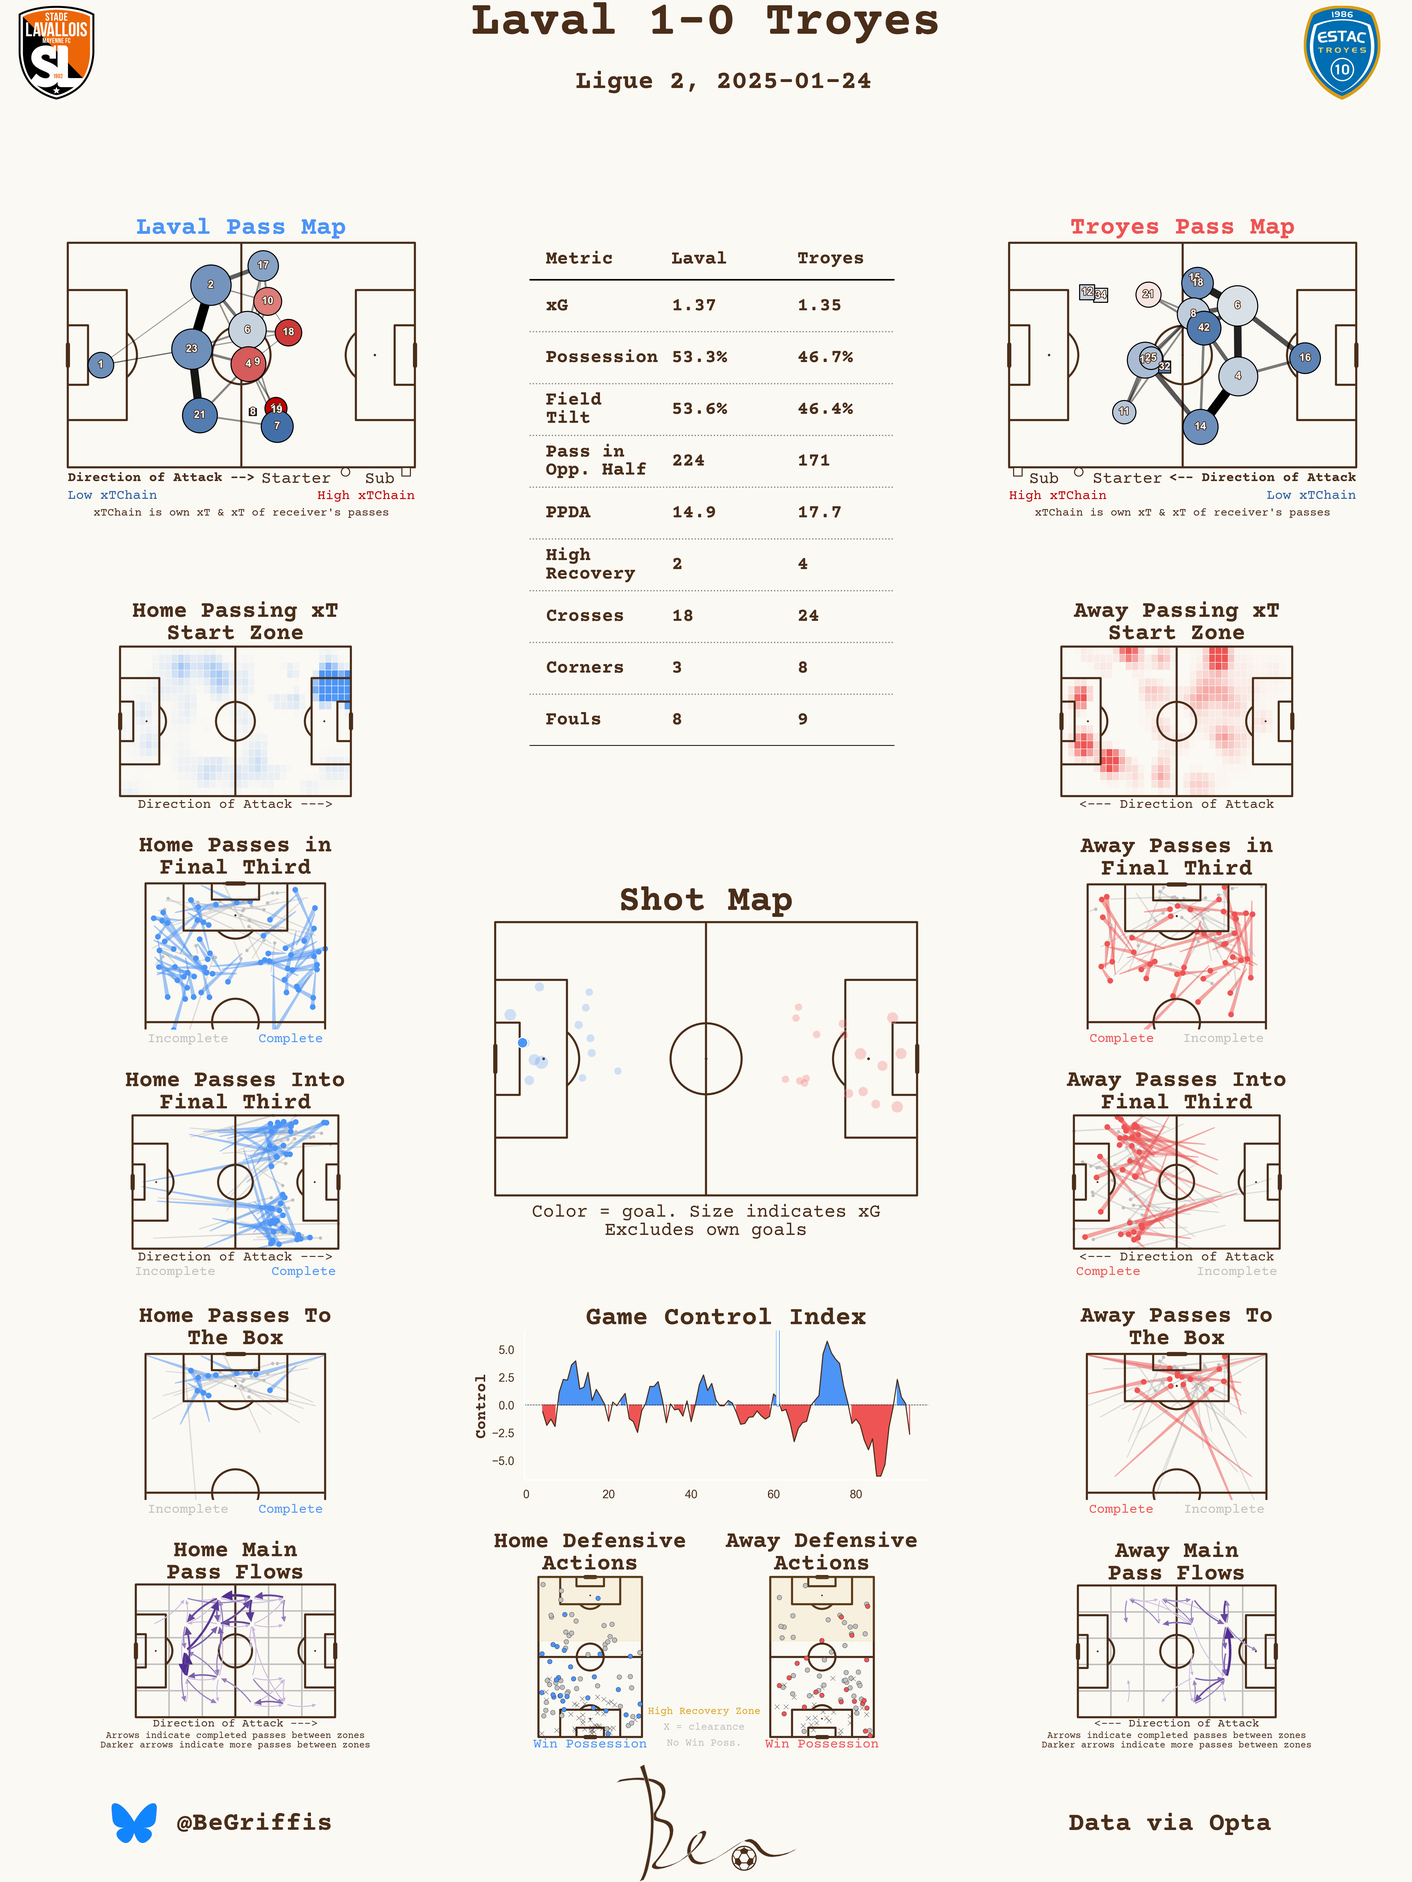 Laval 1-0 Troyes
Ligue 2, 2025-01-24
STADE
LAVALLOIS
MAYENNE FC
SL
1902
1986
ESTAC
TROYES
10
Laval Pass Map
17
2
10
6
18
23
4
9
1
8
19
21
7
Direction of Attack --> Starter Sub
Low xTChain High xTChain
xTChain is own xT & xT of receiver's passes
Metric Laval Troyes
xG 1.37 1.35
Possession 53.3% 46.7%
Field
Tilt 53.6% 46.4%
Pass in
Opp. Half 224 171
PPDA 14.9 17.7
High
Recovery 2 4
Crosses 18 24
Corners 3 8
Fouls 8 9
Troyes Pass Map
12
34
21
15
18
8
6
42
25
32
16
4
11
14
Sub Starter <-- Direction of Attack
High xTChain Low xTChain
xTChain is own xT & xT of receiver's passes
Home Passing xT
Start Zone
Direction of Attack --->
Away Passing xT
Start Zone
<--- Direction of Attack
Home Passes in
Final Third
Incomplete Complete
Away Passes in
Final Third
Complete Incomplete
Shot Map
Color = goal. Size indicates xG
Excludes own goals
Home Passes Into
Final Third
Direction of Attack --->
Incomplete Complete
Away Passes Into
Final Third
<--- Direction of Attack
Complete Incomplete
Home Passes To
The Box
Incomplete Complete
Game Control Index
Control
5.0
2.5
0.0
−2.5
−5.0
0 20 40 60 80
Away Passes To
The Box
Complete Incomplete
Home Main
Pass Flows
Direction of Attack --->
Arrows indicate completed passes between zones
Darker arrows indicate more passes between zones
Home Defensive
Actions
Win Possession
Away Defensive
Actions
Win Possession
High Recovery Zone
X = clearance
No Win Poss.
Away Main
Pass Flows
<--- Direction of Attack
Arrows indicate completed passes between zones
Darker arrows indicate more passes between zones
@BeGriffis
Ben
Data via Opta